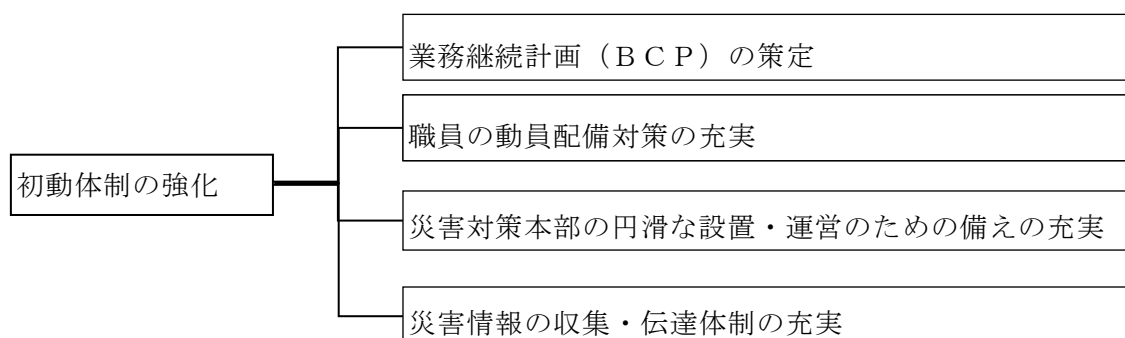 業務継続計画（ＢＣＰ）の策定
職員の動員配備対策の充実
初動体制の強化
災害対策本部の円滑な設置・運営のための備えの充実
災害情報の収集・伝達体制の充実